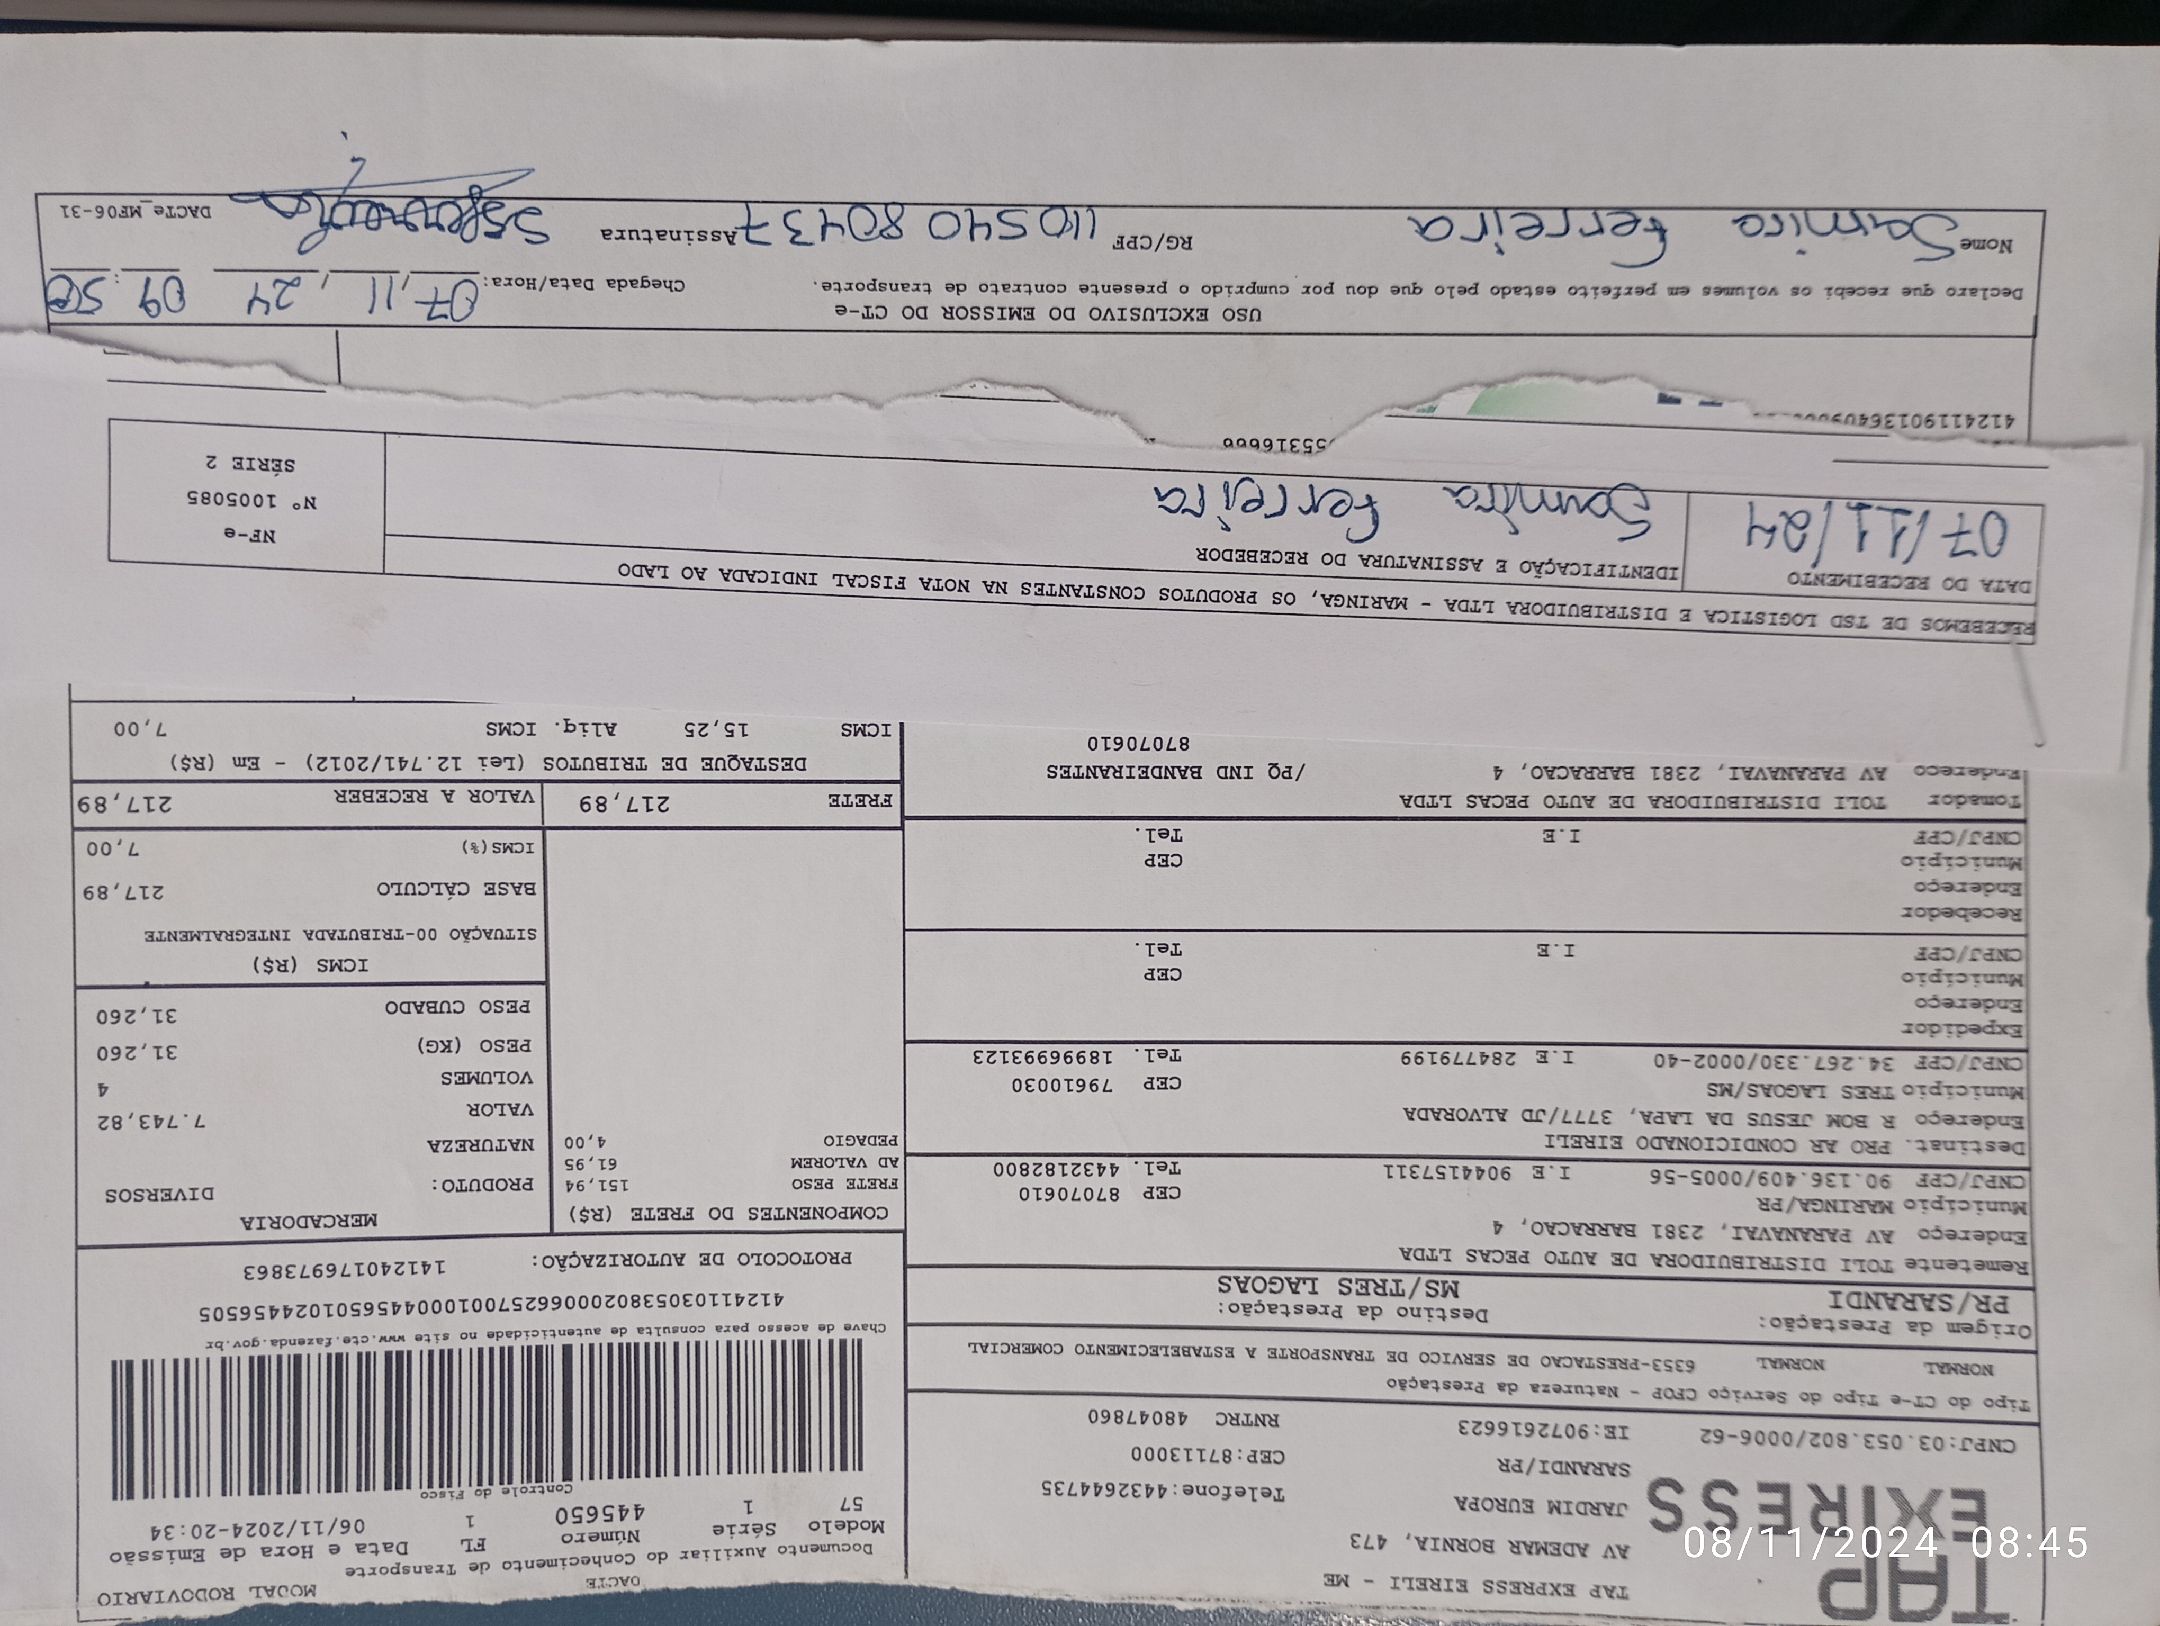 TAP
EXPRESS
TAP EXPRESS EIRELI - ME
AV ADEMAR BORNIA, 473
JARDIM EUROPA
SARANDI/PR
Telefone:4432644735
CEP:87113000
CNPJ:03.053.802/0006-62 IE:9072616623 RNTRC 48047860
DACTE MODAL RODOVIARIO
Documento Auxiliar do Conhecimento de Transporte
Modelo Série Número FL Data e Hora de Emissão
57 1 445650 1 06/11/2024-20:34
Controle do Fisco
Chave de acesso para consulta de autenticidade no site www.cte.fazenda.gov.br
41241103053802000662570010004456501024456505
PROTOCOLO DE AUTORIZAÇÃO: 141240176973863
Tipo do CT-e Tipo do Serviço CFOP - Natureza da Prestação
NORMAL NORMAL 6353-PRESTACAO DE SERVICO DE TRANSPORTE A ESTABELECIMENTO COMERCIAL
Origem da Prestação: Destino da Prestação:
PR/SARANDI MS/TRES LAGOAS
Remetente TOLI DISTRIBUIDORA DE AUTO PECAS LTDA
Endereço AV PARANAVAI, 2381 BARRACAO, 4
Município MARINGA/PR CEP 87070610
CNPJ/CPF 90.136.409/0005-56 I.E 9044157311 Tel. 4432182800
Destinat. PRO AR CONDICIONADO EIRELI
Endereço R BOM JESUS DA LAPA, 3777/JD ALVORADA
Município TRES LAGOAS/MS CEP 79610030
CNPJ/CPF 34.267.330/0002-40 I.E 284779199 Tel. 18996993123
Expedidor
Endereço
Município CEP
CNPJ/CPF I.E Tel.
Recebedor
Endereço
Município CEP
CNPJ/CPF I.E Tel.
Tomador TOLI DISTRIBUIDORA DE AUTO PECAS LTDA
Endereço AV PARANAVAI, 2381 BARRACAO, 4 /PQ IND BANDEIRANTES
87070610
COMPONENTES DO FRETE (R$)
FRETE PESO 151,94
AD VALOREM 61,95
PEDAGIO 4,00
MERCADORIA
PRODUTO: DIVERSOS
NATUREZA
VALOR 7.743,82
VOLUMES 4
PESO (KG) 31,260
PESO CUBADO 31,260
ICMS (R$)
SITUAÇÃO 00-TRIBUTADA INTEGRALMENTE
BASE CÁLCULO 217,89
ICMS(%) 7,00
FRETE 217,89 VALOR A RECEBER 217,89
DESTAQUE DE TRIBUTOS (Lei 12.741/2012) - Em (R$)
ICMS 15,25 Aliq. ICMS 7,00
RECEBEMOS DE TSD LOGISTICA E DISTRIBUIDORA LTDA - MARINGA, OS PRODUTOS CONSTANTES NA NOTA FISCAL INDICADA AO LADO
DATA DO RECEBIMENTO IDENTIFICAÇÃO E ASSINATURA DO RECEBEDOR
07/11/24 Samira Ferreira
NF-e
Nº 1005085
SÉRIE 2
55316666
USO EXCLUSIVO DO EMISSOR DO CT-e
Declaro que recebi os volumes em perfeito estado pelo que dou por cumprido o presente contrato de transporte. Chegada Data/Hora: 07/11/24 09:50
Nome Samira Ferreira RG/CPF 11054080437 Assinatura
DACTe_MF06-31
08/11/2024 08:45